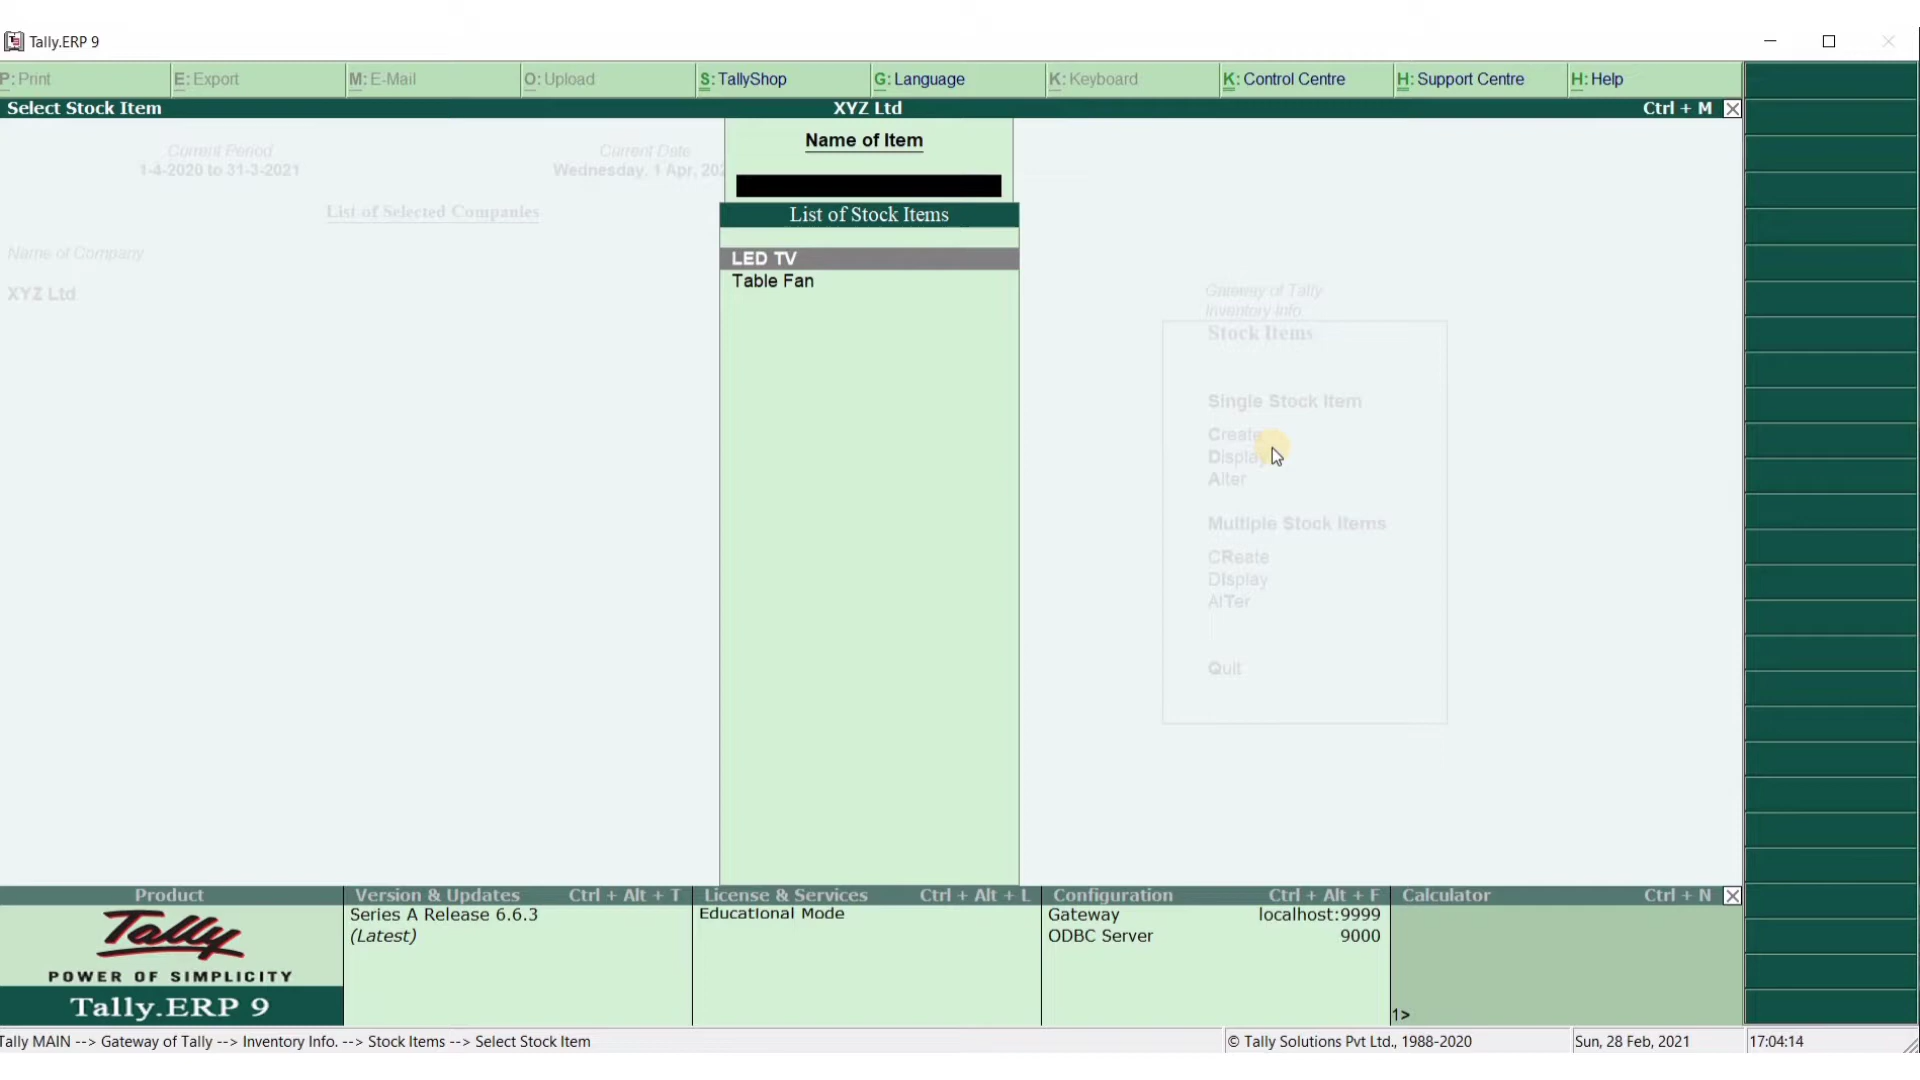 Tally.ERP 9
P: Print
E: Export
M: E-Mail
O: Upload
S: TallyShop
G: Language
K: Keyboard
K: Control Centre
H: Support Centre
H: Help
Select Stock Item
XYZ Ltd
Ctrl + M
Name of Item
Current Period
1-4-2020 to 31-3-2021
Current Date
Wednesday, 1 Apr, 202
List of Selected Companies
Name of Company
XYZ Ltd
List of Stock Items
LED TV
Table Fan
Gateway of Tally
Inventory Info.
Stock Items
Single Stock Item
Create
Display
Alter
Multiple Stock Items
CReate
DIsplay
AlTer
Quit
Product
Tally
POWER OF SIMPLICITY
Tally.ERP 9
Version & Updates Ctrl + Alt + T
Series A Release 6.6.3
(Latest)
License & Services Ctrl + Alt + L
Educational Mode
Configuration Ctrl + Alt + F
Gateway localhost:9999
ODBC Server 9000
Calculator Ctrl + N
1>
Tally MAIN --> Gateway of Tally --> Inventory Info. --> Stock Items --> Select Stock Item
© Tally Solutions Pvt Ltd., 1988-2020
Sun, 28 Feb, 2021
17:04:14